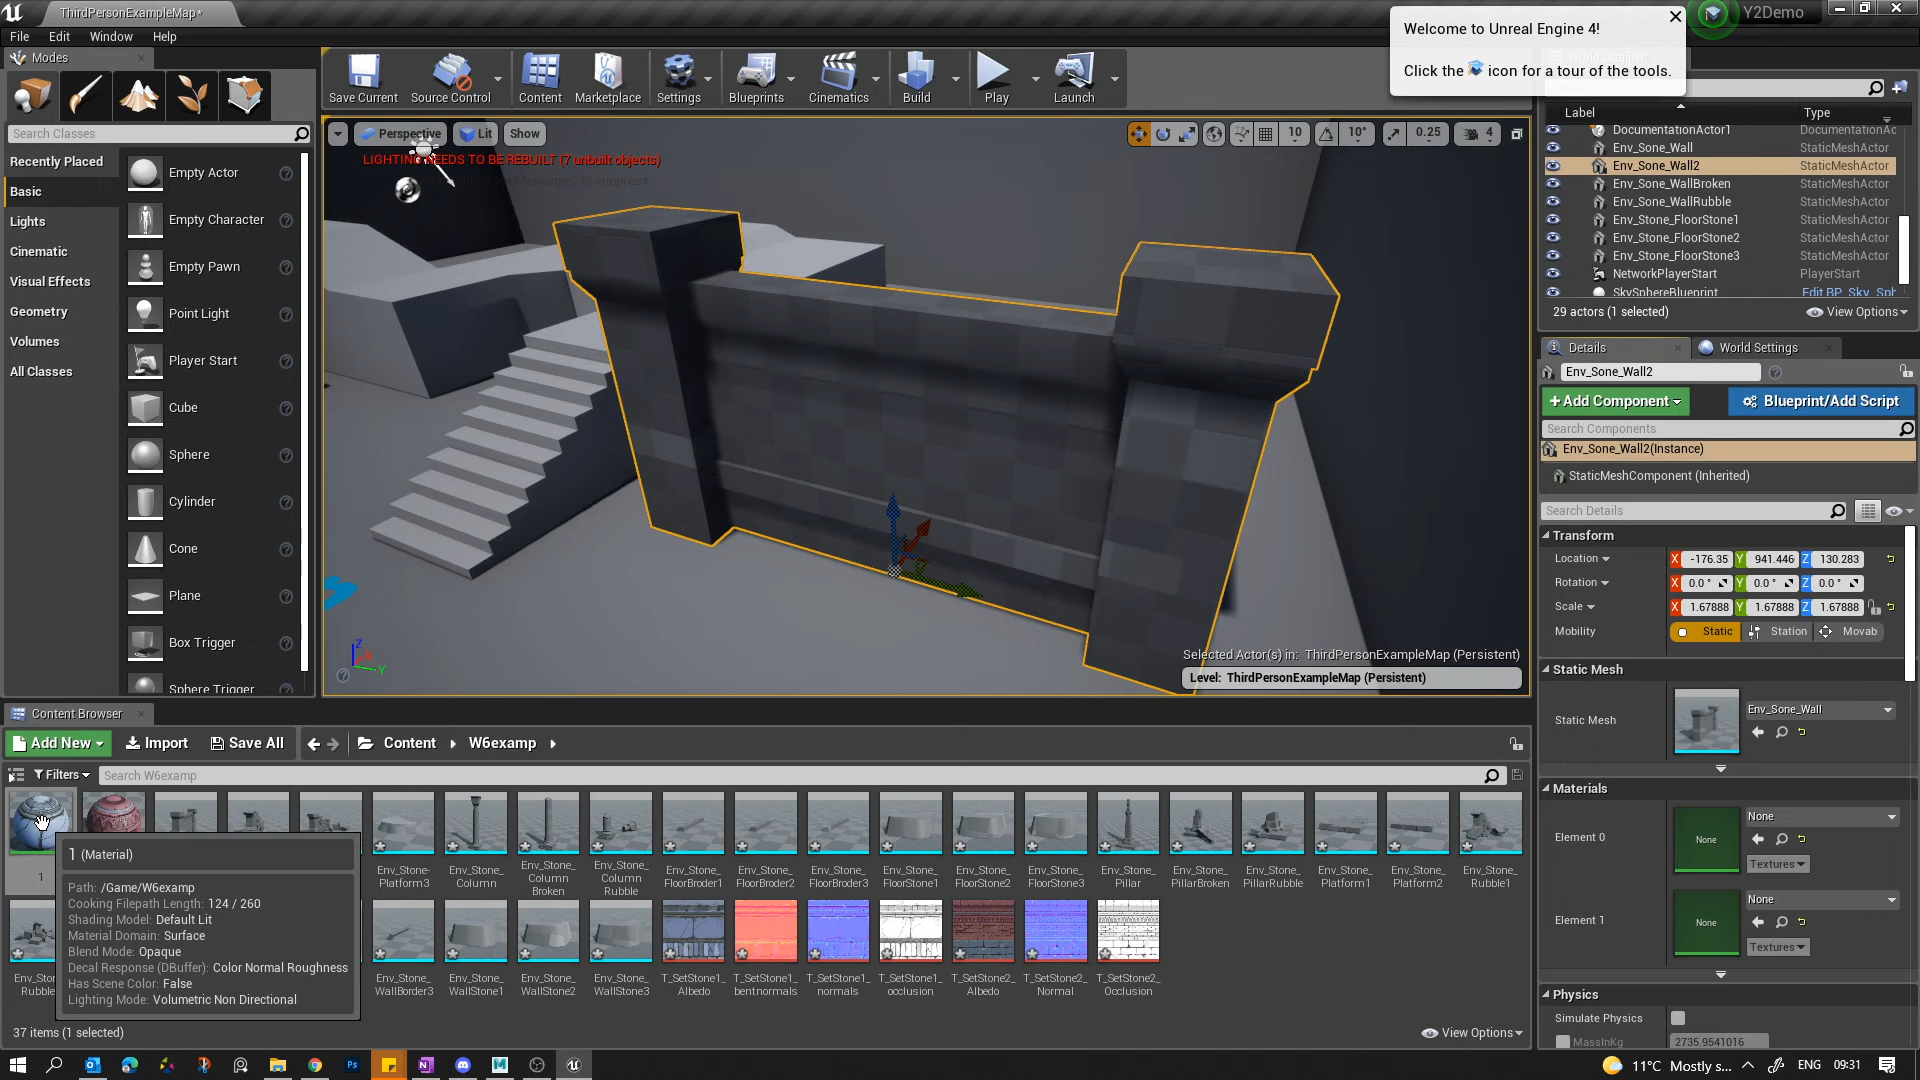 ThirdPersonExampleMap*
Y2Demo
File Edit Window Help
Welcome to Unreal Engine 4!
Click the icon for a tour of the tools.
Modes
Search Classes
Recently Placed
Basic
Lights
Cinematic
Visual Effects
Geometry
Volumes
All Classes
Empty Actor
Empty Character
Empty Pawn
Point Light
Player Start
Cube
Sphere
Cylinder
Cone
Plane
Box Trigger
Sphere Trigger
Save Current Source Control Content Marketplace Settings Blueprints Cinematics Build Play Launch
Perspective Lit Show
10 10° 0.25 4
LIGHTING NEEDS TO BE REBUILT (7 unbuilt objects)
to suppress
Z
X
Y
Selected Actor(s) in: ThirdPersonExampleMap (Persistent)
Level: ThirdPersonExampleMap (Persistent)
Label Type
DocumentationActor1 DocumentationAc
Env_Sone_Wall StaticMeshActor
Env_Sone_Wall2 StaticMeshActor
Env_Sone_WallBroken StaticMeshActor
Env_Sone_WallRubble StaticMeshActor
Env_Stone_FloorStone1 StaticMeshActor
Env_Stone_FloorStone2 StaticMeshActor
Env_Stone_FloorStone3 StaticMeshActor
NetworkPlayerStart PlayerStart
SkySphereBlueprint Edit BP_Sky_Sph
29 actors (1 selected) View Options
Details World Settings
Env_Sone_Wall2
+Add Component Blueprint/Add Script
Search Components
Env_Sone_Wall2(Instance)
StaticMeshComponent (Inherited)
Search Details
Transform
Location X -176.35 Y 941.446 Z 130.283
Rotation X 0.0 ° Y 0.0 ° Z 0.0 °
Scale X 1.67888 Y 1.67888 Z 1.67888
Mobility Static Station Movab
Static Mesh
Static Mesh Env_Sone_Wall
Materials
Element 0 None None
Textures
Element 1 None None
Textures
Physics
Simulate Physics
MassInKg 2735.9541016
Content Browser
Add New Import Save All Content W6examp
Filters Search W6examp
1
1 (Material)
Path: /Game/W6examp
Cooking Filepath Length: 124 / 260
Shading Model: Default Lit
Material Domain: Surface
Blend Mode: Opaque
Decal Response (DBuffer): Color Normal Roughness
Has Scene Color: False
Lighting Mode: Volumetric Non Directional
Env_Stone-Platform3
Env_Stone_Column
Env_Stone_Column Broken
Env_Stone_Column Rubble
Env_Stone_FloorBroder1
Env_Stone_FloorBroder2
Env_Stone_FloorBroder3
Env_Stone_FloorStone1
Env_Stone_FloorStone2
Env_Stone_FloorStone3
Env_Stone_Pillar
Env_Stone_PillarBroken
Env_Stone_PillarRubble
Env_Stone_Platform1
Env_Stone_Platform2
Env_Stone_Rubble1
Env_Ston
Rubble
Env_Stone_WallBorder3
Env_Stone_WallStone1
Env_Stone_WallStone2
Env_Stone_WallStone3
T_SetStone1_Albedo
T_SetStone1_bentnormals
T_SetStone1_normals
T_SetStone1_occlusion
T_SetStone2_Albedo
T_SetStone2_Normal
T_SetStone2_Occlusion
37 items (1 selected)
View Options
11°C Mostly s... ENG 09:31